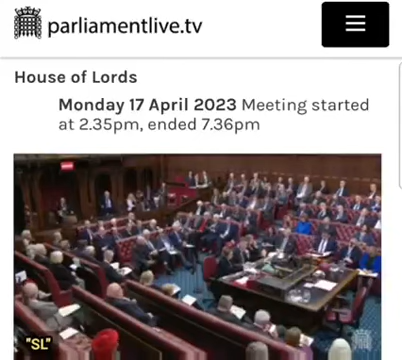 parliamentlive.tv
House of Lords
Monday 17 April 2023 Meeting started
at 2.35pm, ended 7.36pm
"SL"